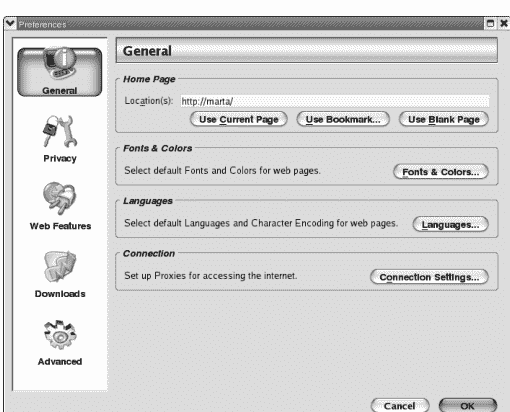 Preferences
General
Privacy
Web Features
Downloads
Advanced
General
Home Page
Location(s): http://marta/
Use Current Page
Use Bookmark...
Use Blank Page
Fonts & Colors
Select default Fonts and Colors for web pages.
Fonts & Colors...
Languages
Select default Languages and Character Encoding for web pages.
Languages...
Connection
Set up Proxies for accessing the internet.
Connection Settings...
Cancel
OK